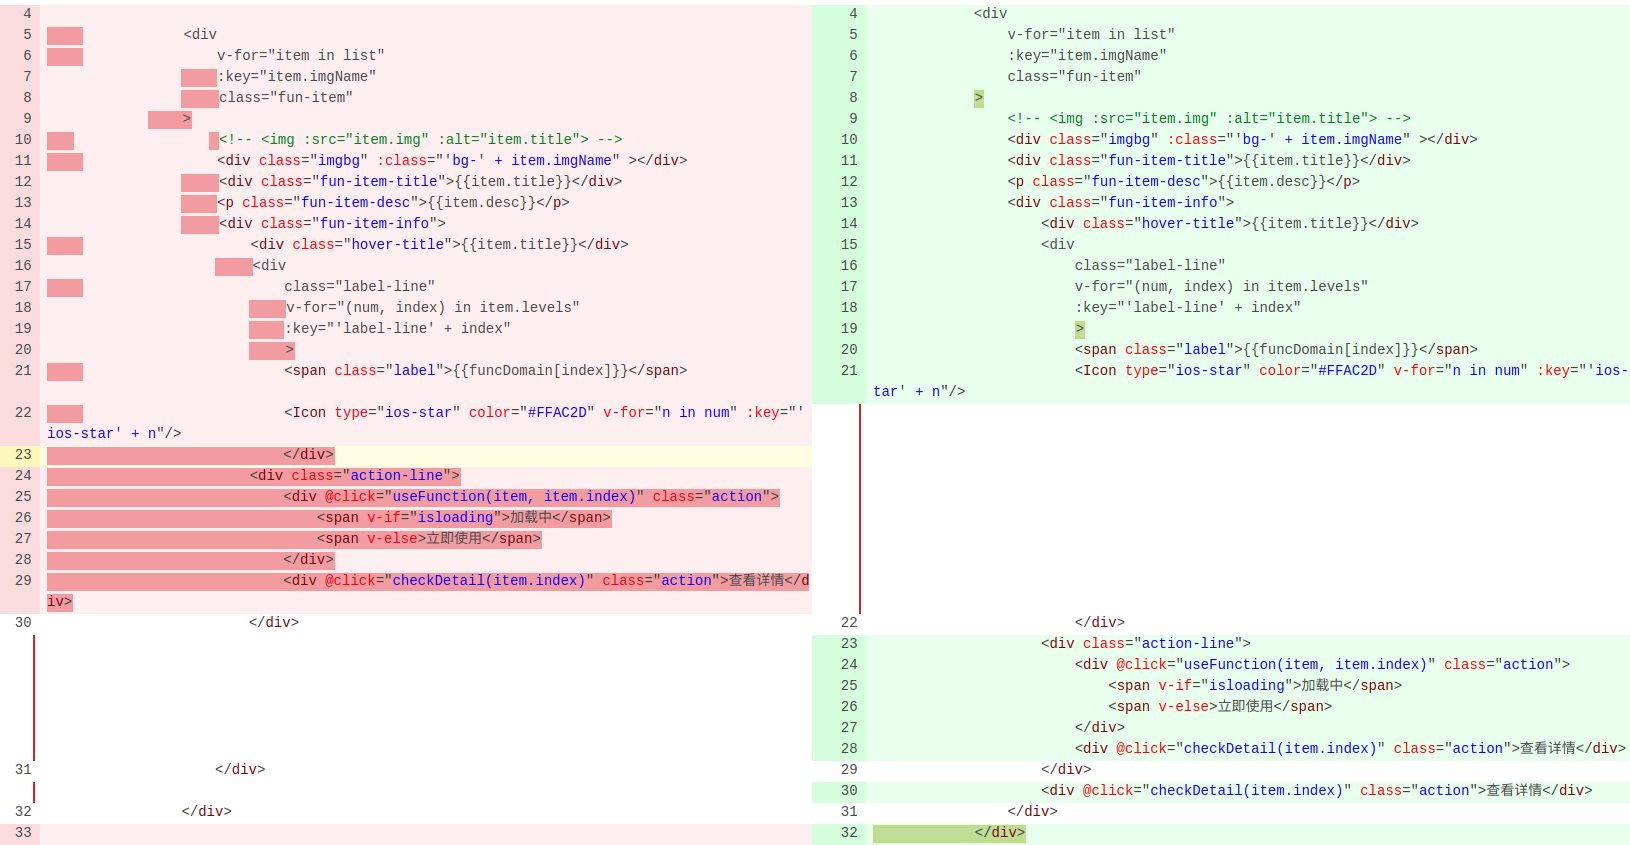 4
5 <div
6 v-for="item in list"
7 :key="item.imgName"
8 class="fun-item"
9 >
10 <!-- <img :src="item.img" :alt="item.title"> -->
11 <div class="imgbg" :class="'bg-' + item.imgName" ></div>
12 <div class="fun-item-title">{{item.title}}</div>
13 <p class="fun-item-desc">{{item.desc}}</p>
14 <div class="fun-item-info">
15 <div class="hover-title">{{item.title}}</div>
16 <div
17 class="label-line"
18 v-for="(num, index) in item.levels"
19 :key="'label-line' + index"
20 >
21 <span class="label">{{funcDomain[index]}}</span>
22 <Icon type="ios-star" color="#FFAC2D" v-for="n in num" :key="'
ios-star' + n"/>
23 </div>
24 <div class="action-line">
25 <div @click="useFunction(item, item.index)" class="action">
26 <span v-if="isloading">加载中</span>
27 <span v-else>立即使用</span>
28 </div>
29 <div @click="checkDetail(item.index)" class="action">查看详情</d
iv>
30 </div>
31 </div>
32 </div>
33
4 <div
5 v-for="item in list"
6 :key="item.imgName"
7 class="fun-item"
8 >
9 <!-- <img :src="item.img" :alt="item.title"> -->
10 <div class="imgbg" :class="'bg-' + item.imgName" ></div>
11 <div class="fun-item-title">{{item.title}}</div>
12 <p class="fun-item-desc">{{item.desc}}</p>
13 <div class="fun-item-info">
14 <div class="hover-title">{{item.title}}</div>
15 <div
16 class="label-line"
17 v-for="(num, index) in item.levels"
18 :key="'label-line' + index"
19 >
20 <span class="label">{{funcDomain[index]}}</span>
21 <Icon type="ios-star" color="#FFAC2D" v-for="n in num" :key="'ios-
tar' + n"/>
22 </div>
23 <div class="action-line">
24 <div @click="useFunction(item, item.index)" class="action">
25 <span v-if="isloading">加载中</span>
26 <span v-else>立即使用</span>
27 </div>
28 <div @click="checkDetail(item.index)" class="action">查看详情</div>
29 </div>
30 <div @click="checkDetail(item.index)" class="action">查看详情</div>
31 </div>
32 </div>